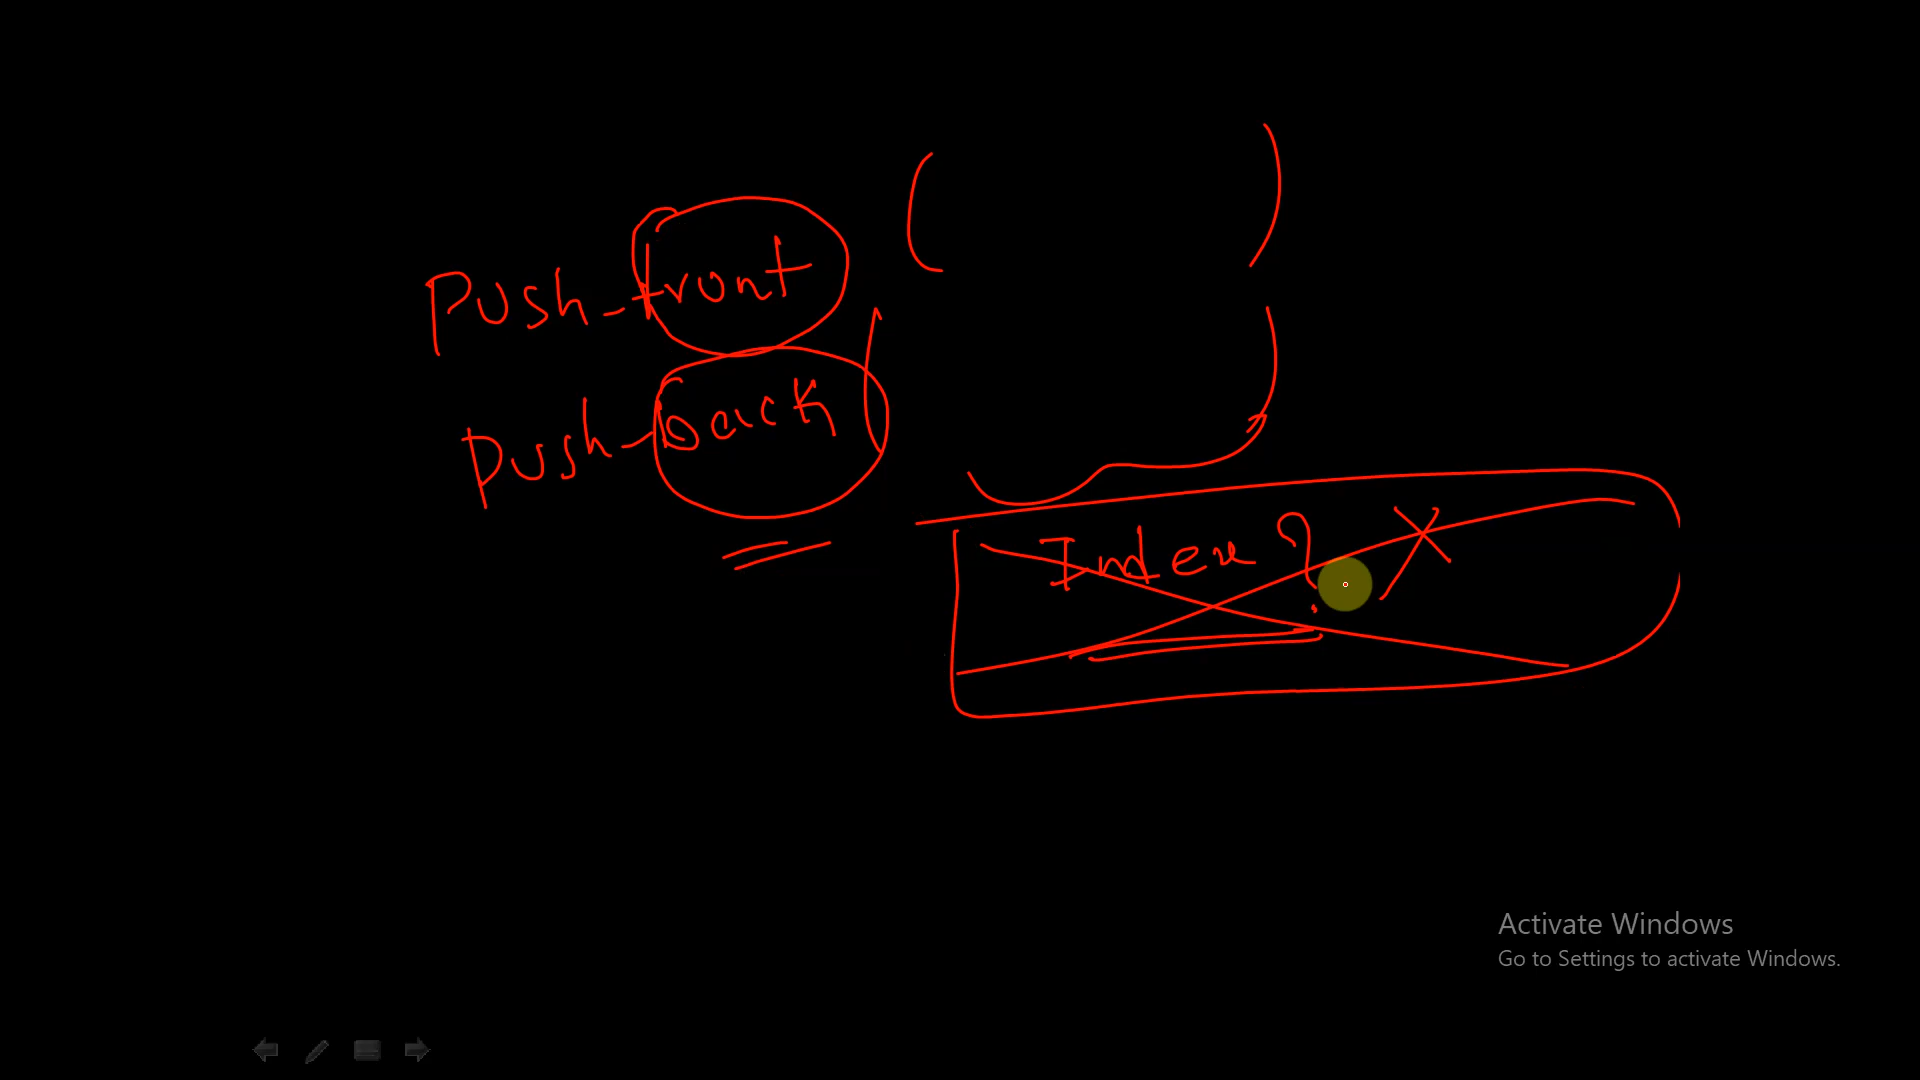 Push-front
Push-back
Index?
Activate Windows
Go to Settings to activate Windows.